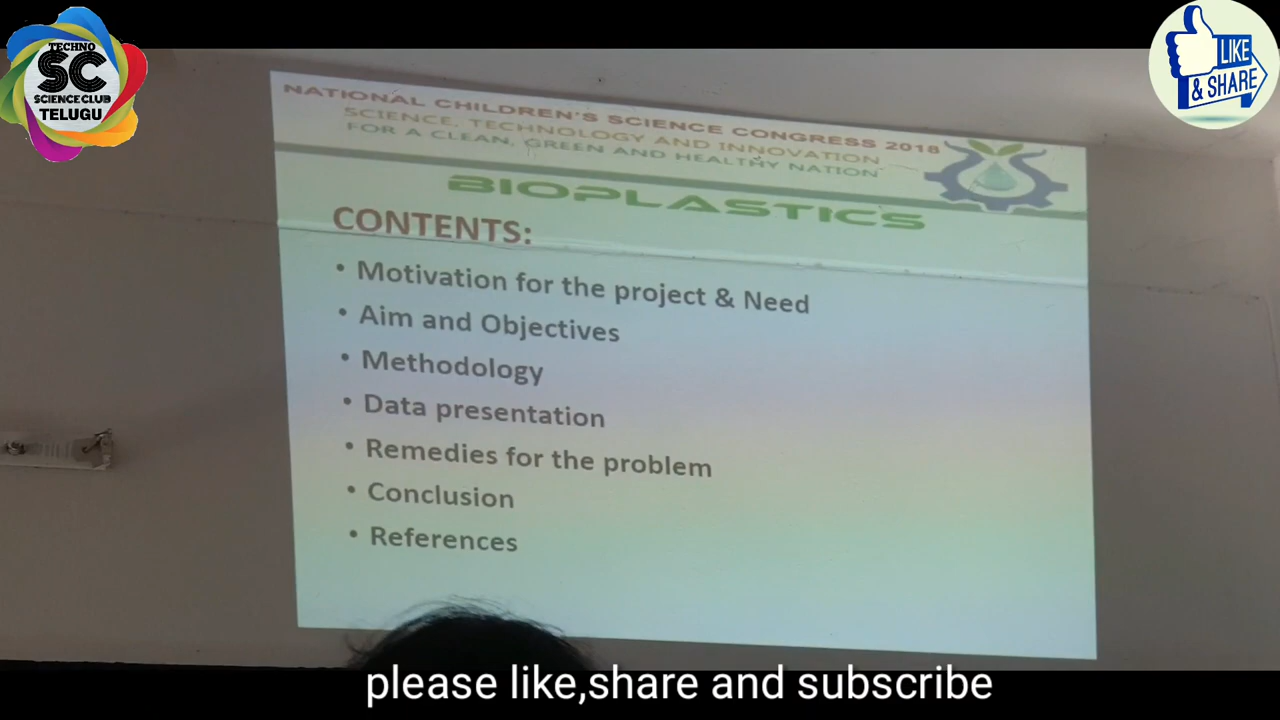 TECHNO
SC
SCIENCE CLUB
TELUGU
LIKE
& SHARE
NATIONAL CHILDREN'S SCIENCE CONGRESS 2018
SCIENCE, TECHNOLOGY AND INNOVATION
FOR A CLEAN, GREEN AND HEALTHY NATION
BIOPLASTICS
CONTENTS:
• Motivation for the project & Need
• Aim and Objectives
• Methodology
• Data presentation
• Remedies for the problem
• Conclusion
• References
please like,share and subscribe